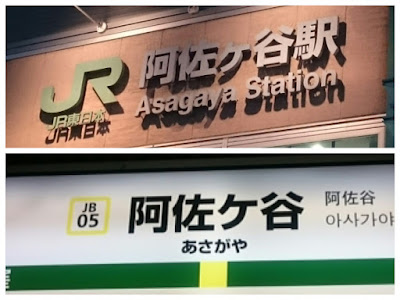 JR
JR東日本
阿佐ケ谷駅
Asagaya Station
JB
05
阿佐ケ谷
あさがや
阿佐谷
아사가야